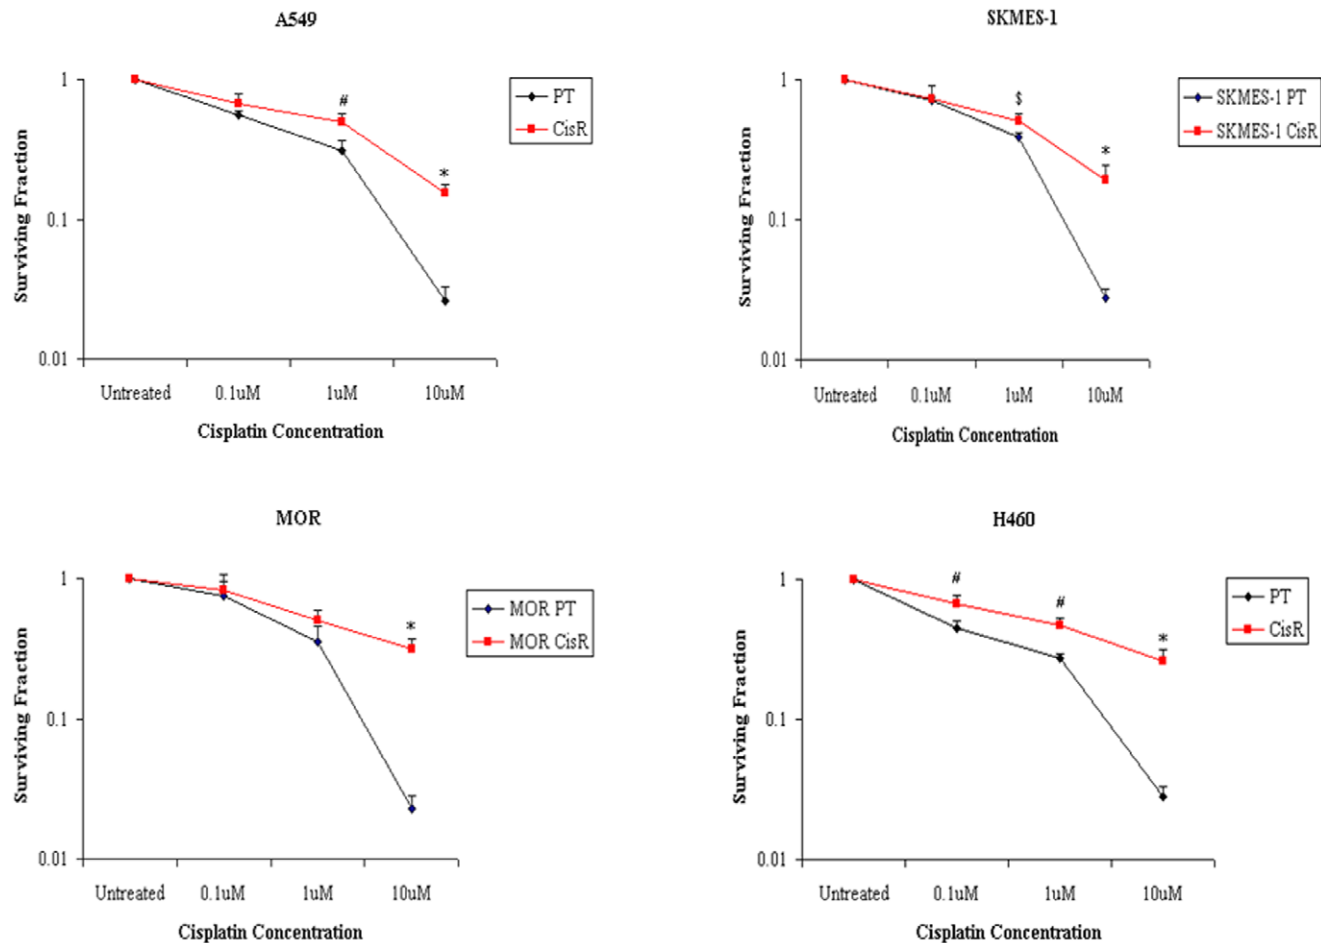 A549
1
0.1
0.01
Surviving Fraction
#
*
PT
CisR
Untreated 0.1uM 1uM 10uM
Cisplatin Concentration
SKMES-1
1
0.1
0.01
Surviving Fraction
$
*
SKMES-1 PT
SKMES-1 CisR
Untreated 0.1uM 1uM 10uM
Cisplatin Concentration
MOR
1
0.1
0.01
Surviving Fraction
*
MOR PT
MOR CisR
Untreated 0.1uM 1uM 10uM
Cisplatin Concentration
H460
1
0.1
0.01
Surviving Fraction
# #
*
PT
CisR
Untreated 0.1uM 1uM 10uM
Cisplatin Concentration